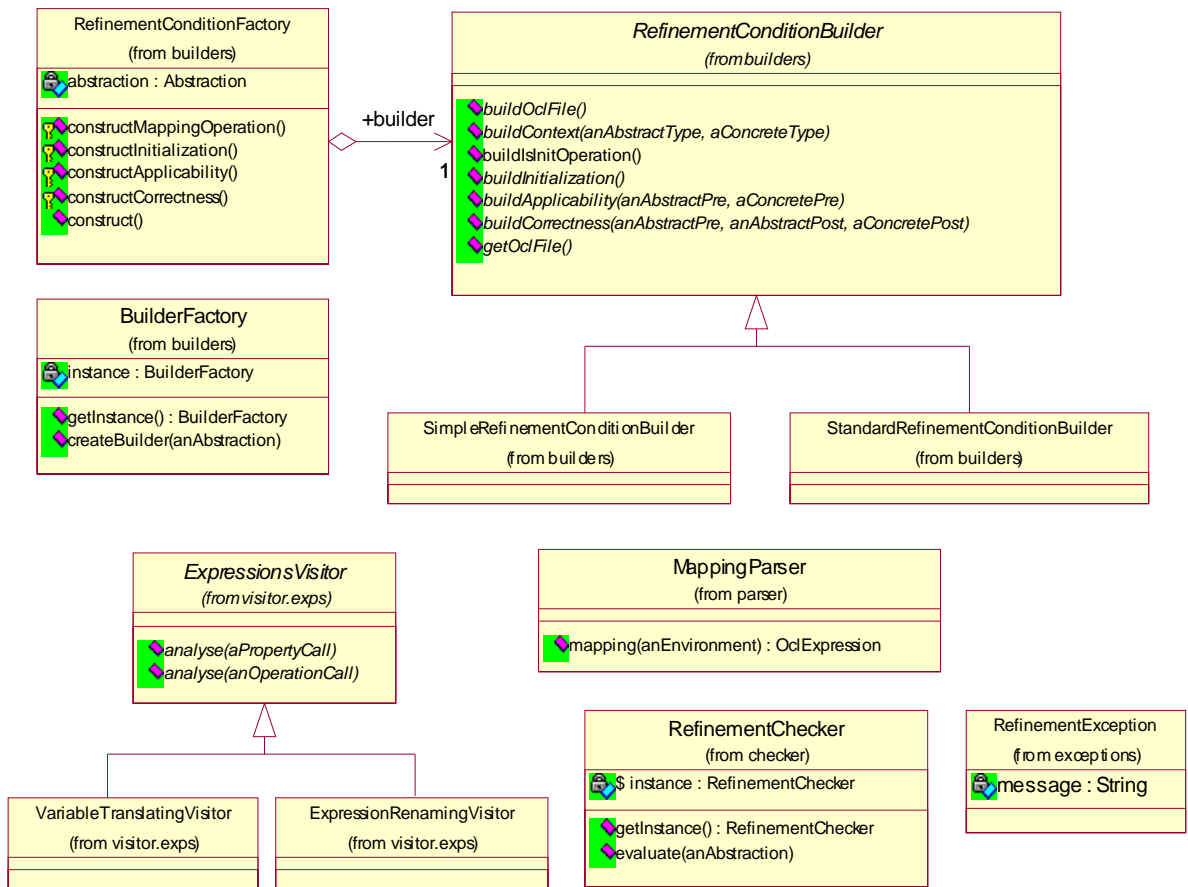 RefinementConditionFactory
(from builders)
abstraction : Abstraction
constructMappingOperation()
constructInitialization()
constructApplicability()
constructCorrectness()
construct()
+builder
1
RefinementConditionBuilder
(from builders)
buildOclFile()
buildContext(anAbstractType, aConcreteType)
buildIsInitOperation()
buildInitialization()
buildApplicability(anAbstractPre, aConcretePre)
buildCorrectness(anAbstractPre, anAbstractPost, aConcretePost)
getOclFile()
BuilderFactory
(from builders)
instance : BuilderFactory
getInstance() : BuilderFactory
createBuilder(anAbstraction)
SimpleRefinementConditionBuilder
(from builders)
StandardRefinementConditionBuilder
(from builders)
ExpressionsVisitor
(from visitor.exps)
analyse(aPropertyCall)
analyse(anOperationCall)
MappingParser
(from parser)
mapping(anEnvironment) : OclExpression
VariableTranslatingVisitor
(from visitor.exps)
ExpressionRenamingVisitor
(from visitor.exps)
RefinementChecker
(from checker)
$ instance : RefinementChecker
getInstance() : RefinementChecker
evaluate(anAbstraction)
RefinementException
(from exceptions)
message : String